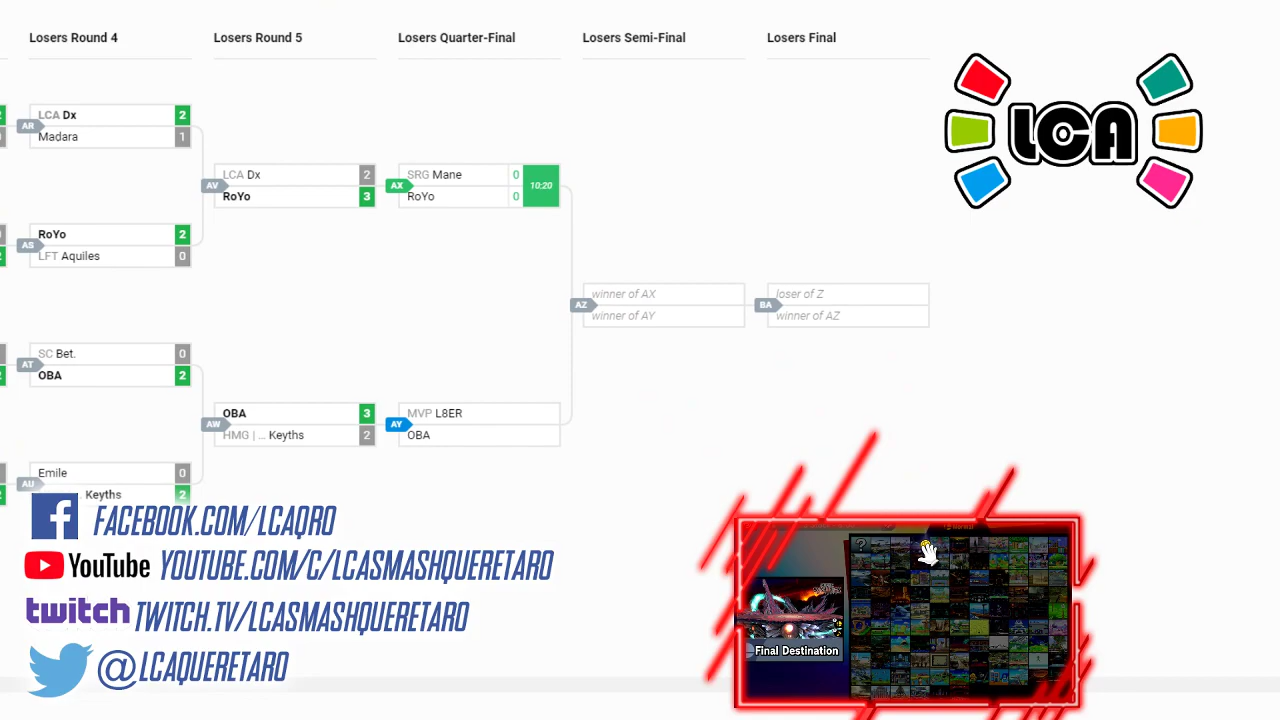 Losers Round 4
Losers Round 5
Losers Quarter-Final
Losers Semi-Final
Losers Final
AR
LCA Dx 2
Madara 1
AS
RoYo 2
LFT Aquiles 0
AT
SC Bet. 0
OBA 2
AU
Emile 0
Keyths 2
AV
LCA Dx 2
RoYo 3
AW
OBA 3
HMG | ... Keyths 2
AX
SRG Mane 0
RoYo 0
10:20
AY
MVP L8ER
OBA
AZ
winner of AX
winner of AY
BA
loser of Z
winner of AZ
LCA
FACEBOOK.COM/LCAQRO
YouTube YOUTUBE.COM/C/LCASMASHQUERETARO
twitch TWITCH.TV/LCASMASHQUERETARO
@LCAQUERETARO
Final Destination